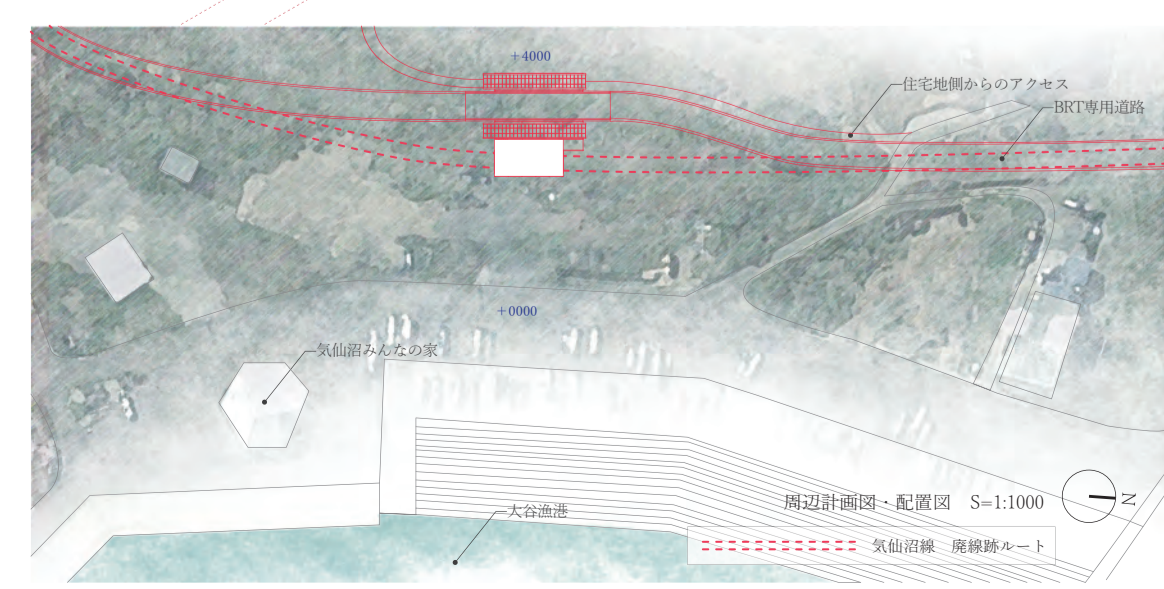 +4000
住宅地側からのアクセス
BRT専用道路
+0000
気仙沼みんなの家
周辺計画図・配置図　S=1:1000
N
大谷漁港
気仙沼線　廃線跡ルート